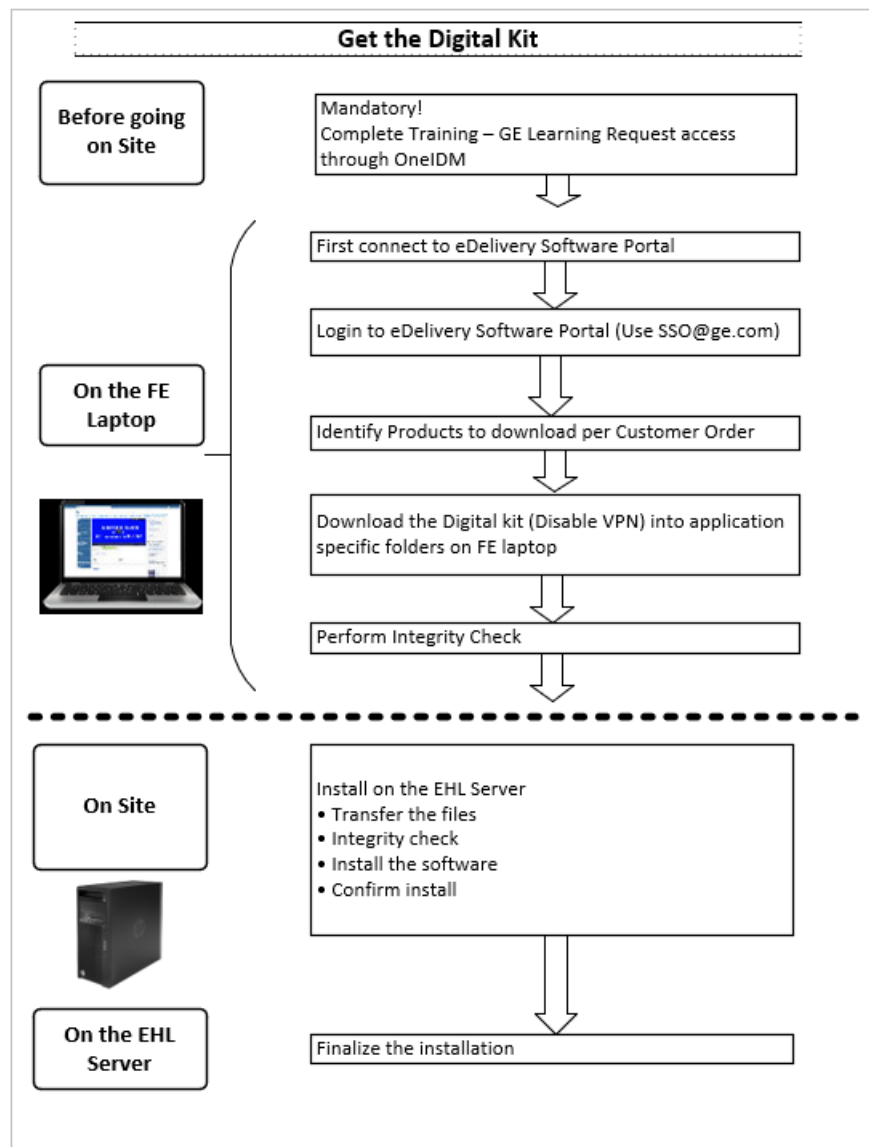 Get the Digital Kit
Before going
on Site
Mandatory!
Complete Training – GE Learning Request access
through OneIDM
First connect to eDelivery Software Portal
Login to eDelivery Software Portal (Use SSO@ge.com)
On the FE
Laptop
Identify Products to download per Customer Order
Download the Digital kit (Disable VPN) into application
specific folders on FE laptop
Perform Integrity Check
On Site
Install on the EHL Server
• Transfer the files
• Integrity check
• Install the software
• Confirm install
On the EHL
Server
Finalize the installation